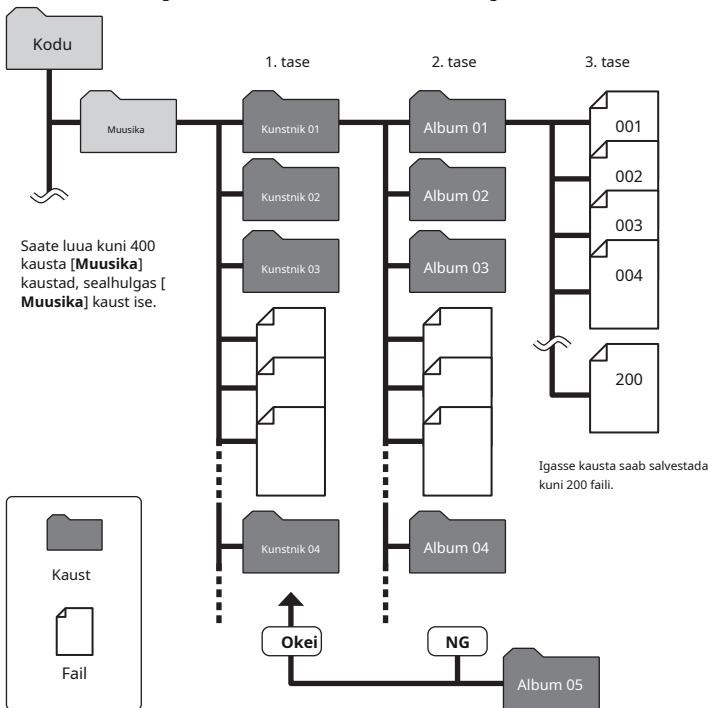 Kodu
1. tase
2. tase
3. tase
Muusika
Kunstnik 01
Album 01
001
Kunstnik 02
Album 02
002
Kunstnik 03
Album 03
003
004
Saate luua kuni 400
kausta [Muusika]
kaustad, sealhulgas [
Muusika] kaust ise.
200
Igasse kausta saab salvestada
kuni 200 faili.
Kunstnik 04
Album 04
Kaust
Fail
Okei
NG
Album 05